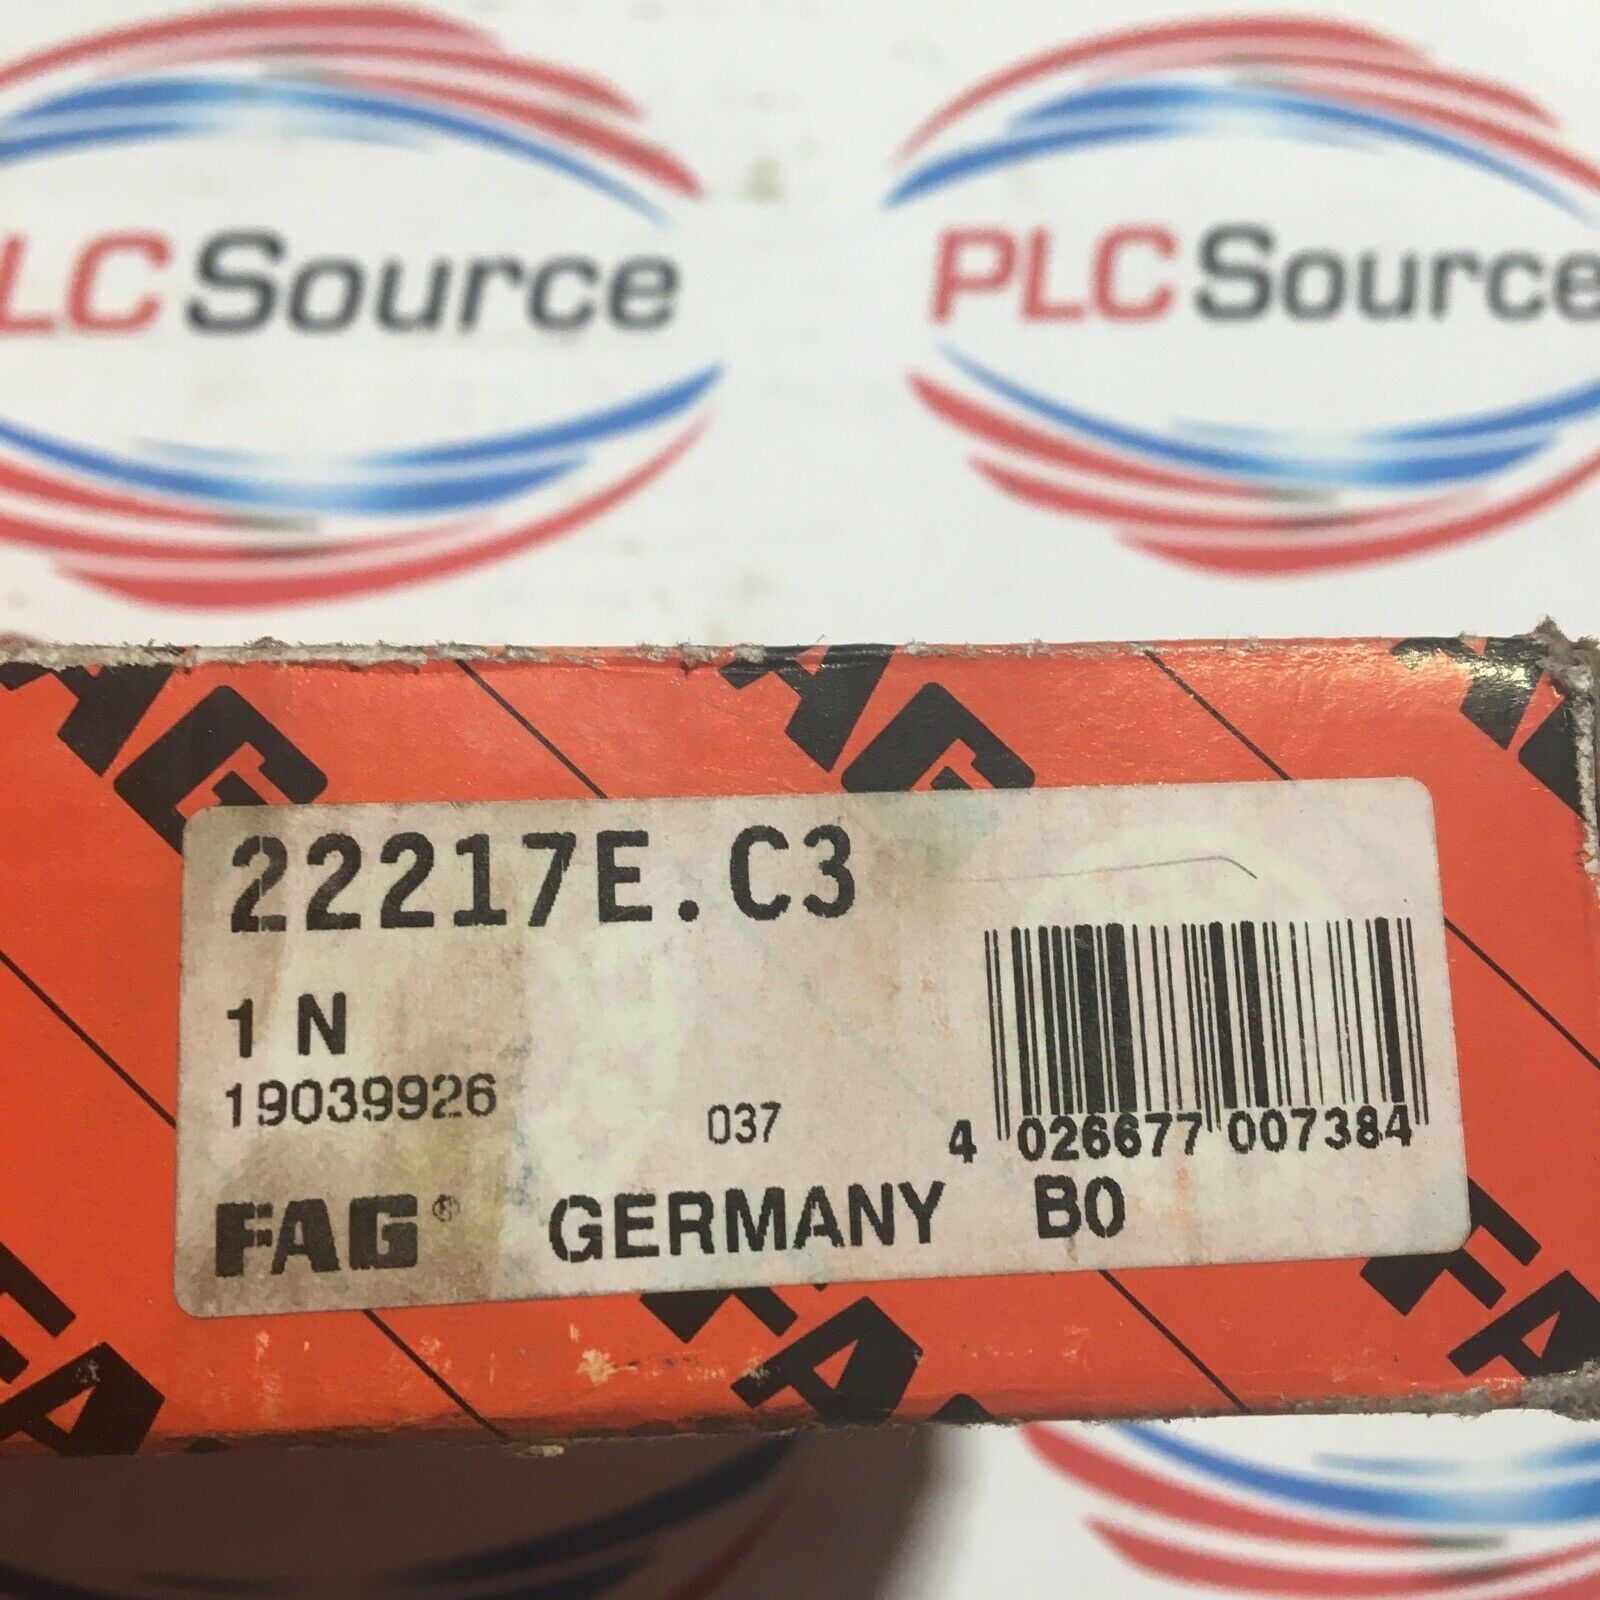 PLC Source
PLC Source
22217E.C3
1 N
19039926
037
4 026677 007384
FAG® GERMANY B0